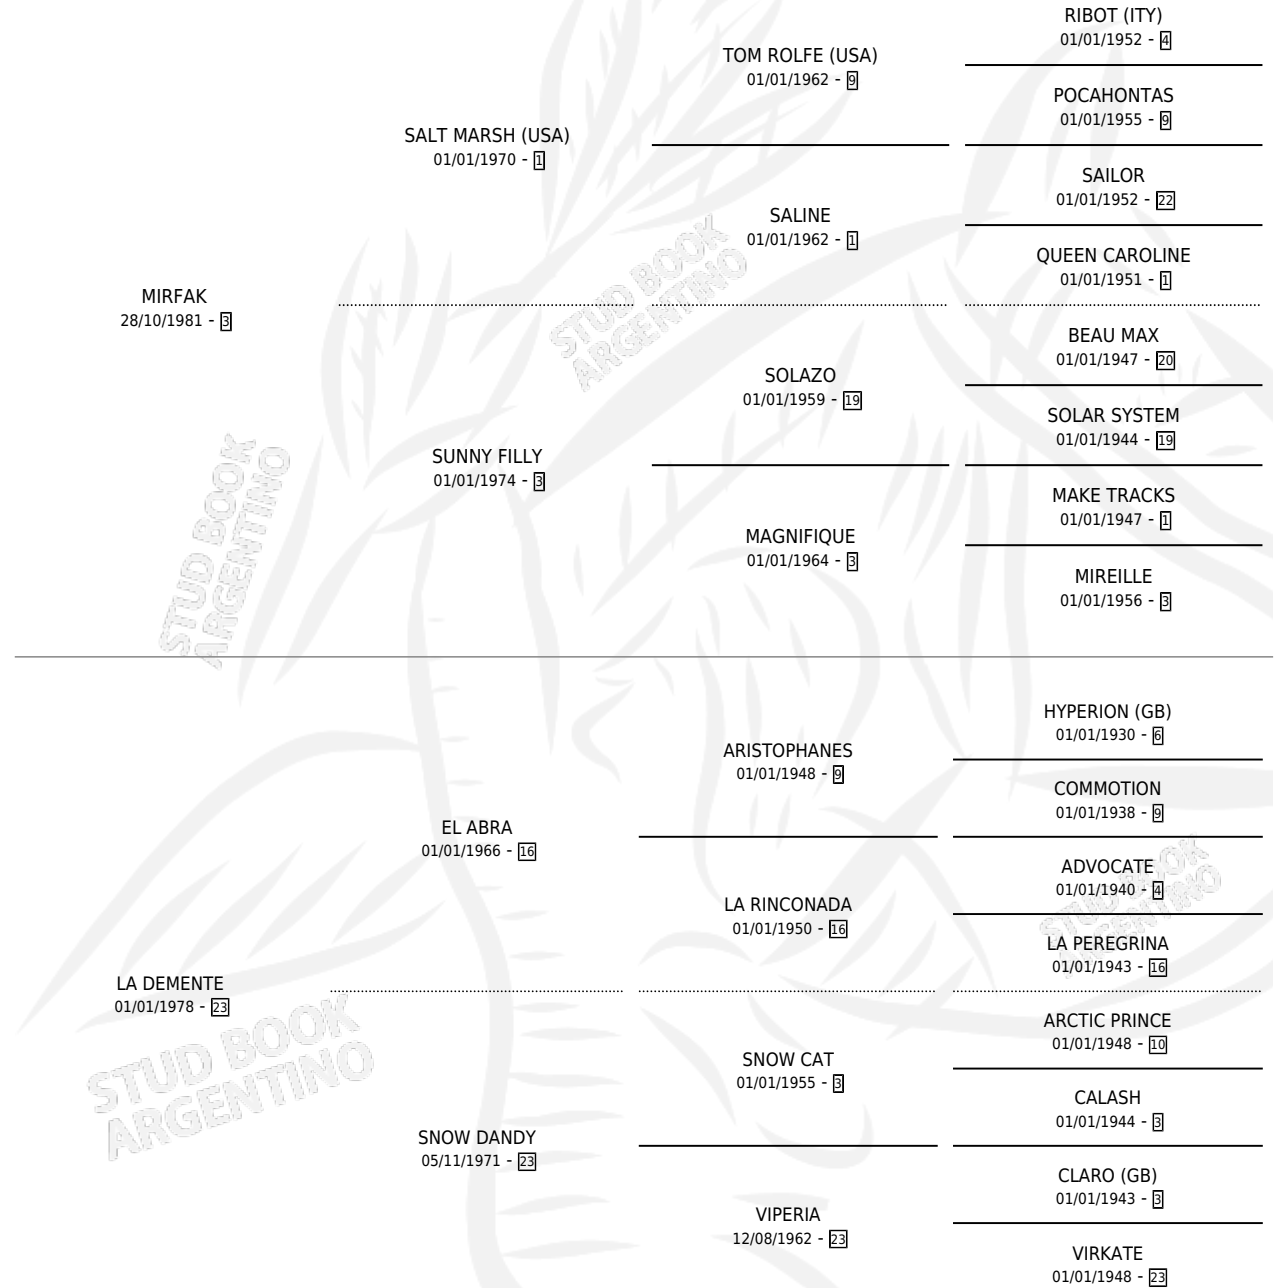 RIBOT (ITY)
01/01/1952 - 4
TOM ROLFE (USA)
01/01/1962 - 9
POCAHONTAS
01/01/1955 - 9
SALT MARSH (USA)
01/01/1970 - 1
SAILOR
01/01/1952 - 22
SALINE
01/01/1962 - 1
QUEEN CAROLINE
01/01/1951 - 1
MIRFAK
28/10/1981 - 3
STUD BOOK
ARGENTINO
BEAU MAX
01/01/1947 - 20
SOLAZO
01/01/1959 - 19
SOLAR SYSTEM
01/01/1944 - 19
SUNNY FILLY
01/01/1974 - 3
MAKE TRACKS
01/01/1947 - 1
MAGNIFIQUE
01/01/1964 - 3
MIREILLE
01/01/1956 - 3
STUD BOOK
ARGENTINO
HYPERION (GB)
01/01/1930 - 6
ARISTOPHANES
01/01/1948 - 9
COMMOTION
01/01/1938 - 9
EL ABRA
01/01/1966 - 16
ADVOCATE
01/01/1940 - 4
LA RINCONADA
01/01/1950 - 16
LA PEREGRINA
01/01/1943 - 16
STUD BOOK
ARGENTINO
LA DEMENTE
01/01/1978 - 23
ARCTIC PRINCE
01/01/1948 - 10
SNOW CAT
01/01/1955 - 3
CALASH
01/01/1944 - 3
STUD BOOK
ARGENTINO
SNOW DANDY
05/11/1971 - 23
CLARO (GB)
01/01/1943 - 3
VIPERIA
12/08/1962 - 23
VIRKATE
01/01/1948 - 23